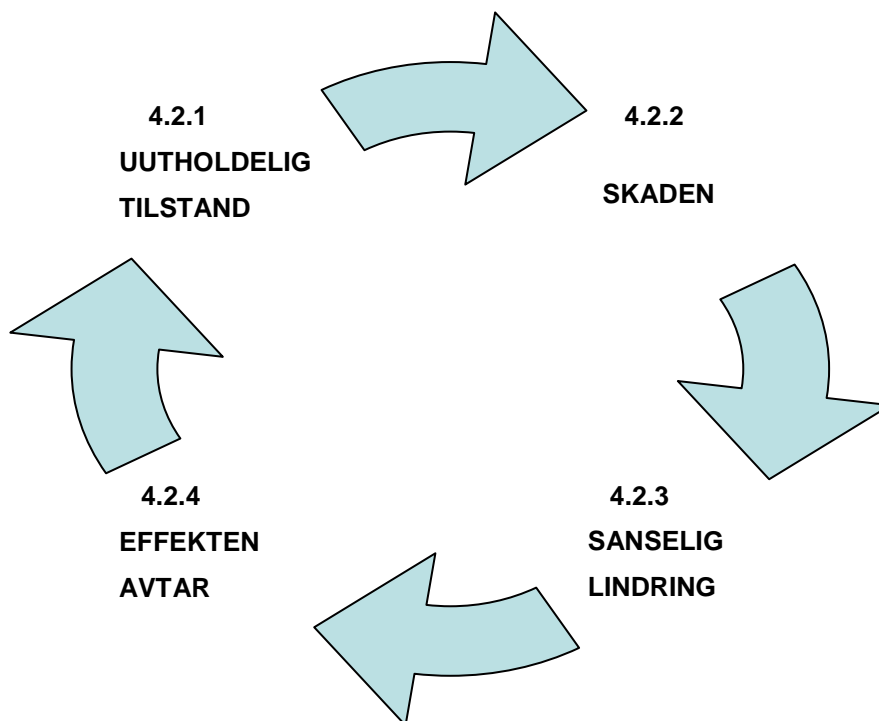 4.2.1
UUTHOLDELIG
TILSTAND
4.2.2
SKADEN
4.2.3
SANSELIG
LINDRING
4.2.4
EFFEKTEN
AVTAR